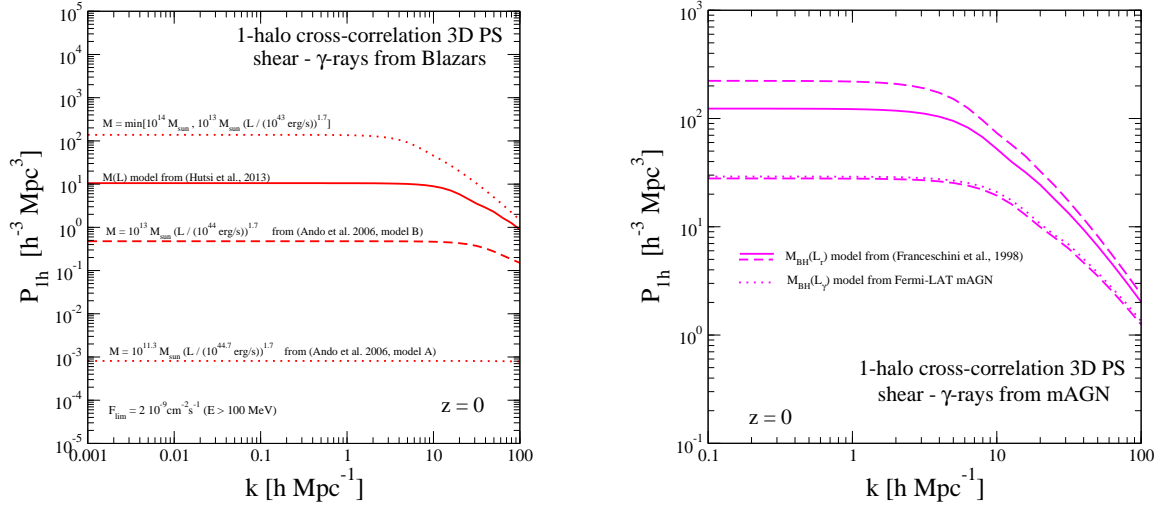 1-halo cross-correlation 3D PS
shear - γ-rays from Blazars
M = min[10^14 M_sun , 10^13 M_sun (L / (10^43 erg/s))^1.7]
M(L) model from (Hutsi et al., 2013)
M = 10^13 M_sun (L / (10^44 erg/s))^1.7 from (Ando et al. 2006, model B)
M = 10^11.3 M_sun (L / (10^44.7 erg/s))^1.7 from (Ando et al. 2006, model A)
F_lim = 2 10^-9 cm^-2 s^-1 (E > 100 MeV)
z = 0
P_1h [h^-3 Mpc^3]
10^5
10^4
10^3
10^2
10^1
10^0
10^-1
10^-2
10^-3
10^-4
10^-5
0.001 0.01 0.1 1 10 100
k [h Mpc^-1]
P_1h [h^-3 Mpc^3]
10^3
10^2
10^1
10^0
10^-1
M_BH(L_r) model from (Franceschini et al., 1998)
M_BH(L_γ) model from Fermi-LAT mAGN
1-halo cross-correlation 3D PS
shear - γ-rays from mAGN
z = 0
0.1 1 10 100
k [h Mpc^-1]